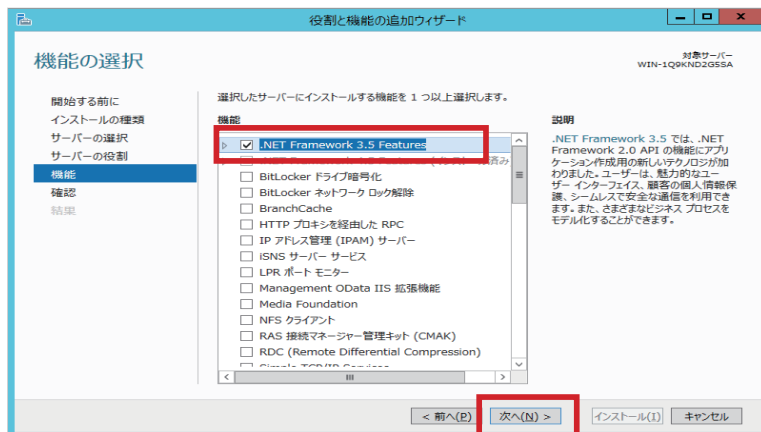 役割と機能の追加ウィザード
機能の選択
対象サーバー
WIN-1Q9KND2G5SA
開始する前に
インストールの種類
サーバーの選択
サーバーの役割
機能
確認
結果
選択したサーバーにインストールする機能を 1 つ以上選択します。
機能
.NET Framework 3.5 Features
済み
BitLocker ドライブ暗号化
BitLocker ネットワーク ロック解除
BranchCache
HTTP プロキシを経由した RPC
IP アドレス管理 (IPAM) サーバー
iSNS サーバー サービス
LPR ポート モニター
Management OData IIS 拡張機能
Media Foundation
NFS クライアント
RAS 接続マネージャー管理キット (CMAK)
RDC (Remote Differential Compression)
Simple TCP/IP Services
説明
.NET Framework 3.5 では、.NET
Framework 2.0 API の機能にアプリ
ケーション作成用の新しいテクノロジが加
わりました。ユーザーは、魅力的なユー
ザー インターフェイス、顧客の個人情報保
護、シームレスで安全な通信を利用でき
ます。また、さまざまなビジネス プロセスを
モデル化することができます。
< 前へ(P)
次へ(N) >
インストール(I)
キャンセル